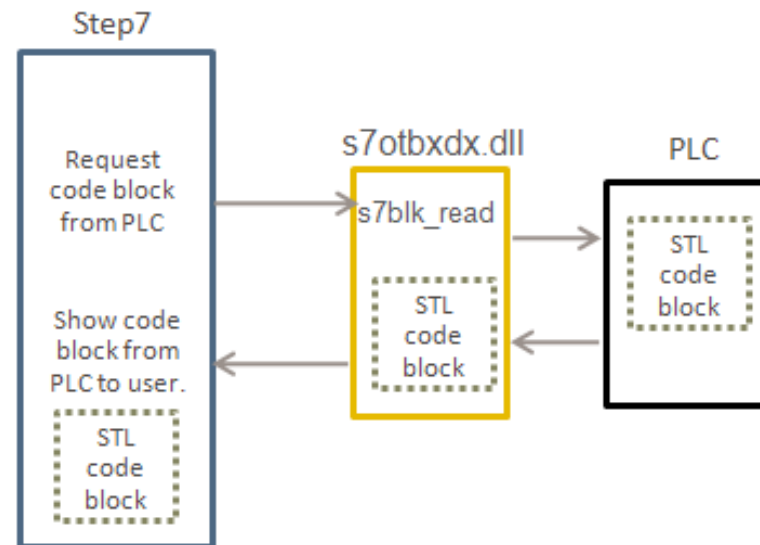 Step7
Request
code block
from PLC
Show code
block from
PLC to user.
STL
code
block
s7otbxdx.dll
s7blk_read
STL
code
block
PLC
STL
code
block